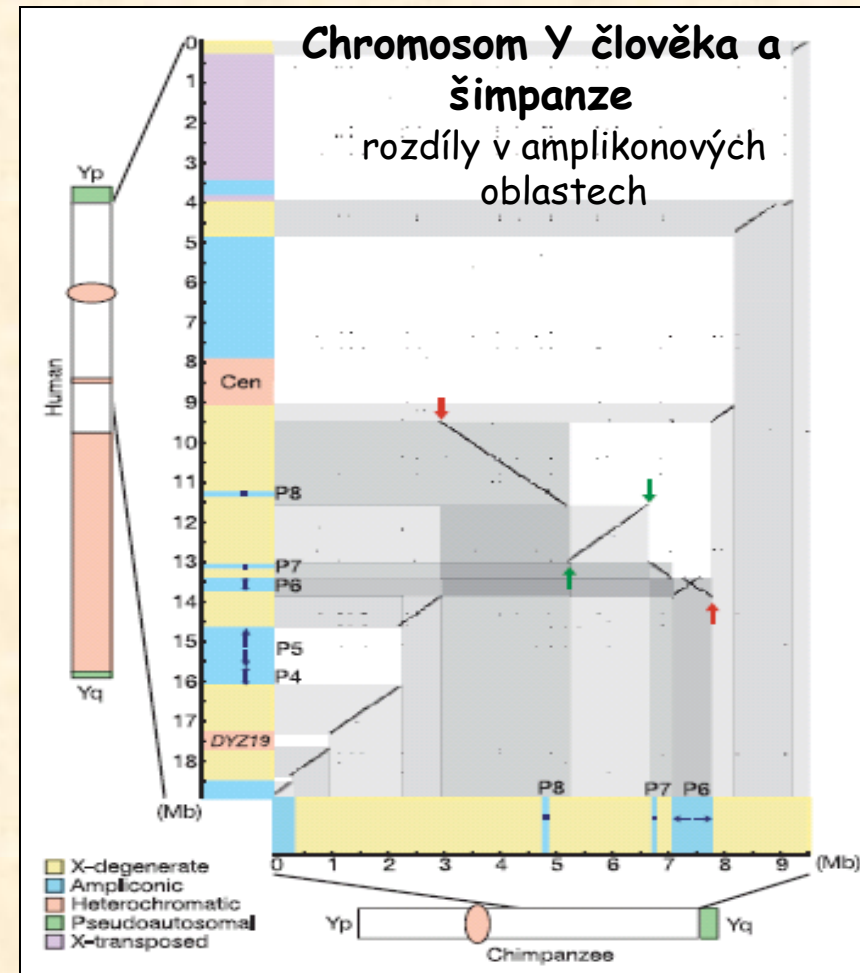 Chromosom Y člověka a
šimpanze
rozdíly v amplikonových
oblastech
Yp
Human
Yq
0
1
2
3
4
5
6
7
8
9
10
11
12
13
14
15
16
17
18
(Mb)
Cen
P8
P7
P6
P5
P4
DYZ19
P8
P7
P6
0
1
2
3
4
5
6
7
8
9
(Mb)
X-degenerate
Ampliconic
Heterochromatic
Pseudoautosomal
X-transposed
Yp
Yq
Chimpanzee